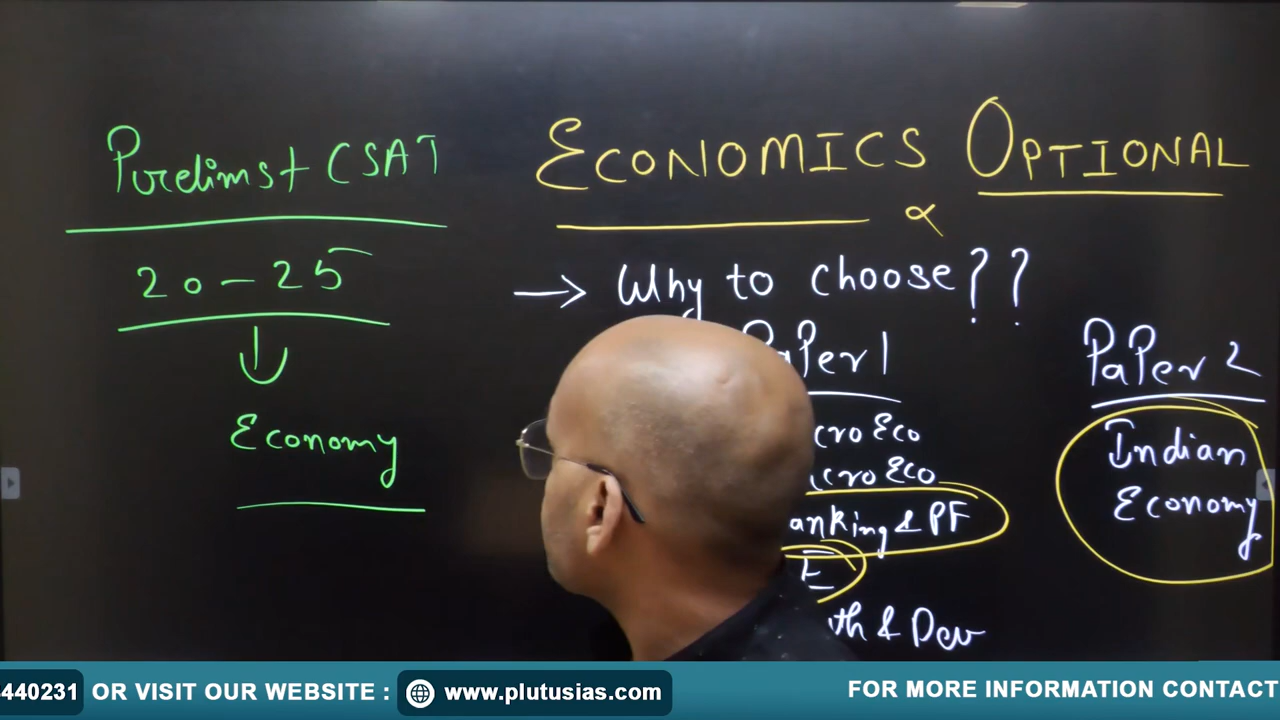 Prelims + CSAT
20 - 25
Economy
ECONOMICS OPTIONAL
∝
→ Why to choose??
PaPer 1
cro Eco
cro Eco
anking & PF
E
th & Dev
PaPer 2
Indian
Economy
440231 OR VISIT OUR WEBSITE : www.plutusias.com FOR MORE INFORMATION CONTACT